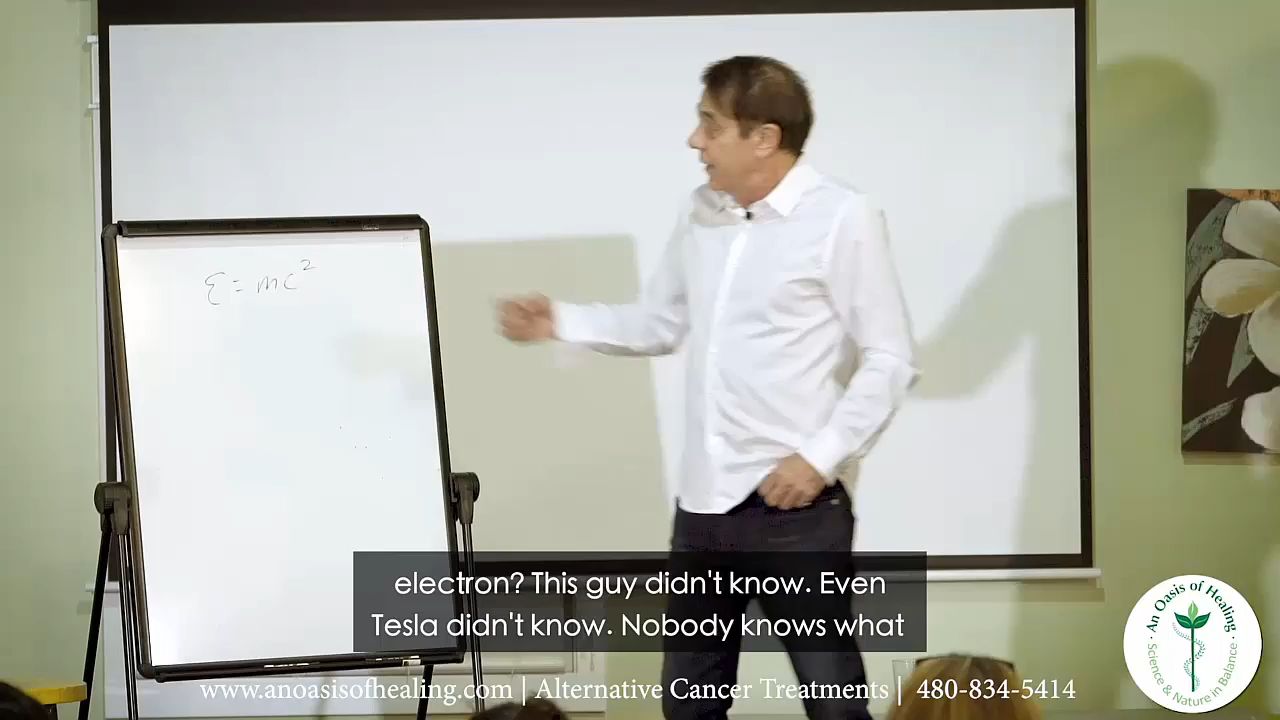 ε = mc²
electron? This guy didn't know. Even
Tesla didn't know. Nobody knows what
www.anoasisofhealing.com | Alternative Cancer Treatments | 480-834-5414
· An Oasis of Healing ·
Science & Nature in Balance